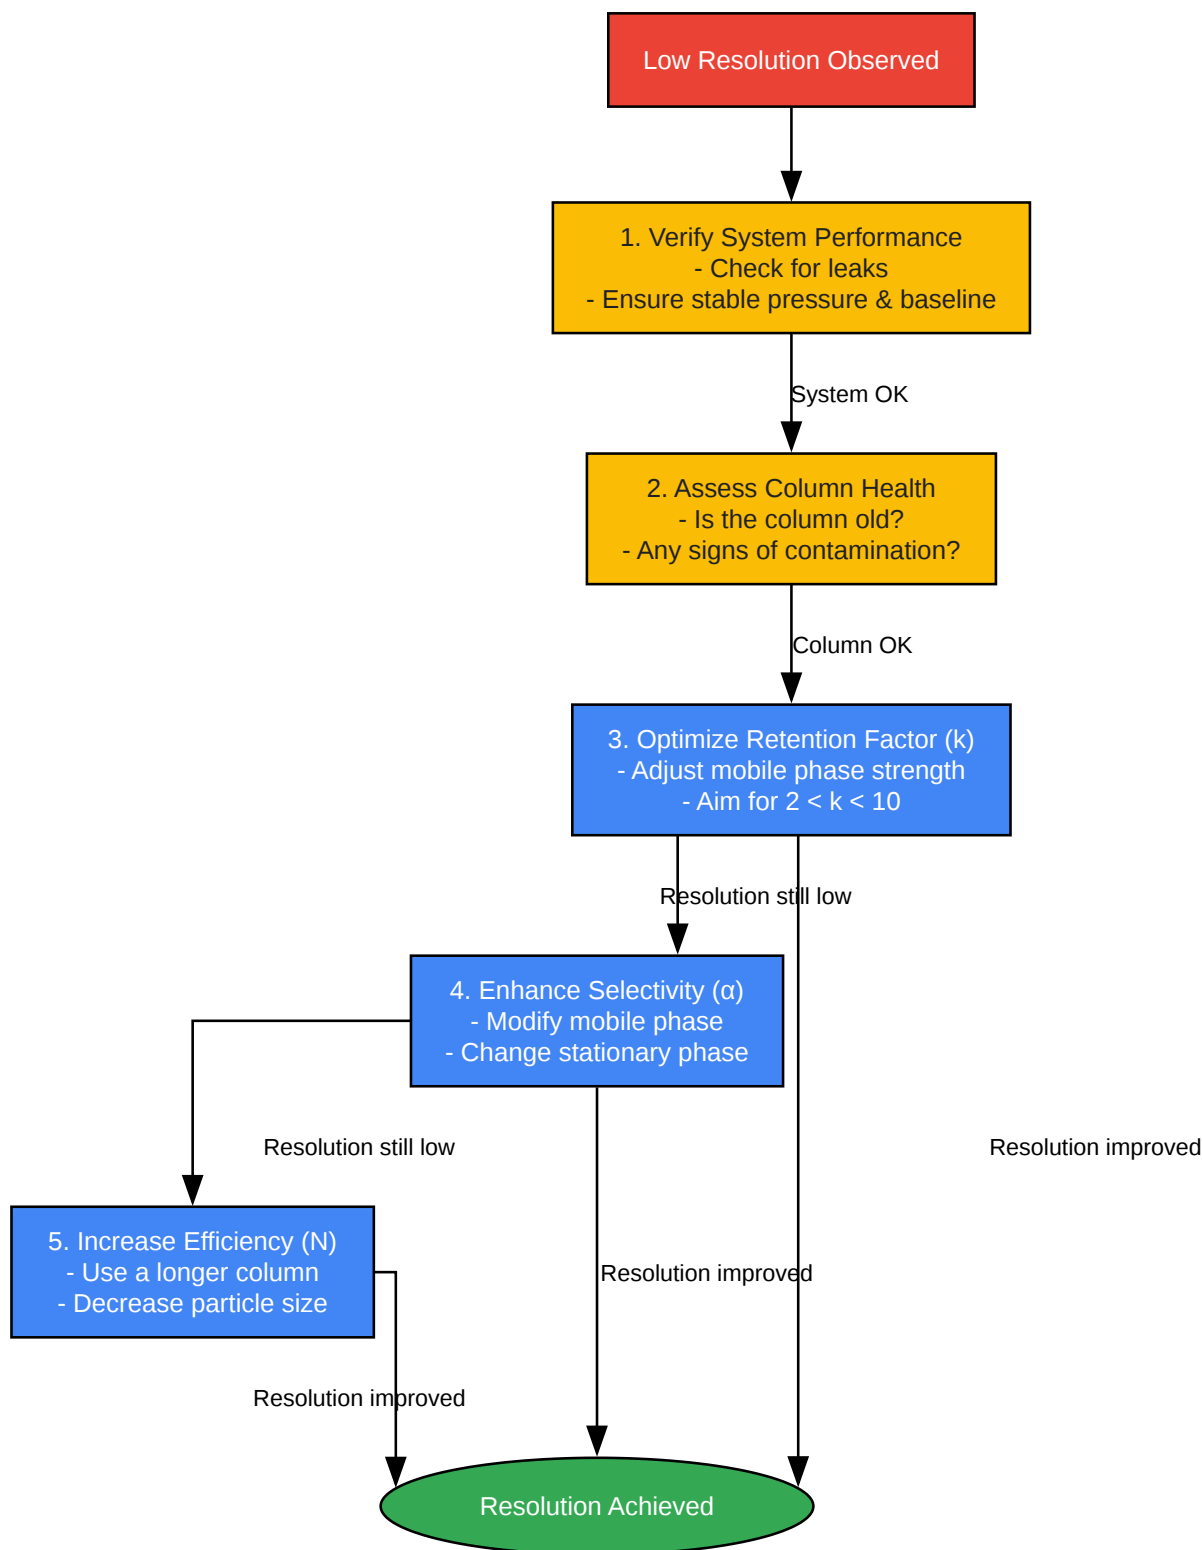 Low Resolution Observed
1. Verify System Performance
- Check for leaks
- Ensure stable pressure & baseline
System OK
2. Assess Column Health
- Is the column old?
- Any signs of contamination?
Column OK
3. Optimize Retention Factor (k)
- Adjust mobile phase strength
- Aim for 2 < k < 10
Resolution still low
4. Enhance Selectivity (α)
- Modify mobile phase
- Change stationary phase
Resolution still low
Resolution improved
5. Increase Efficiency (N)
- Use a longer column
- Decrease particle size
Resolution improved
Resolution improved
Resolution Achieved